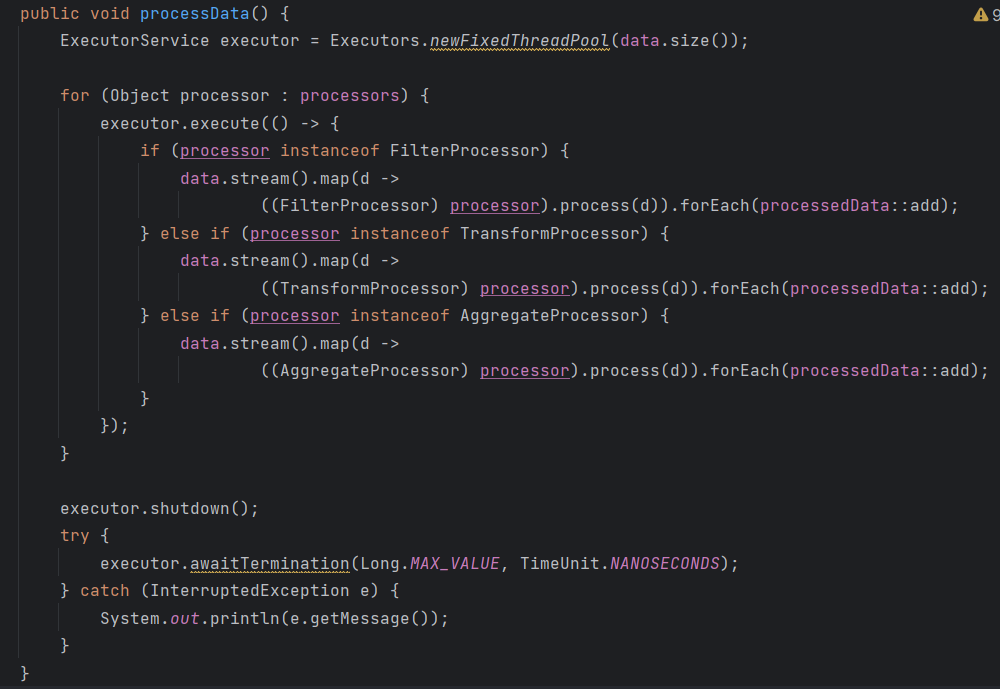 public void processData() {
    ExecutorService executor = Executors.newFixedThreadPool(data.size());

    for (Object processor : processors) {
        executor.execute(() -> {
            if (processor instanceof FilterProcessor) {
                data.stream().map(d ->
                        ((FilterProcessor) processor).process(d)).forEach(processedData::add);
            } else if (processor instanceof TransformProcessor) {
                data.stream().map(d ->
                        ((TransformProcessor) processor).process(d)).forEach(processedData::add);
            } else if (processor instanceof AggregateProcessor) {
                data.stream().map(d ->
                        ((AggregateProcessor) processor).process(d)).forEach(processedData::add);
            }
        });
    }

    executor.shutdown();
    try {
        executor.awaitTermination(Long.MAX_VALUE, TimeUnit.NANOSECONDS);
    } catch (InterruptedException e) {
        System.out.println(e.getMessage());
    }
}